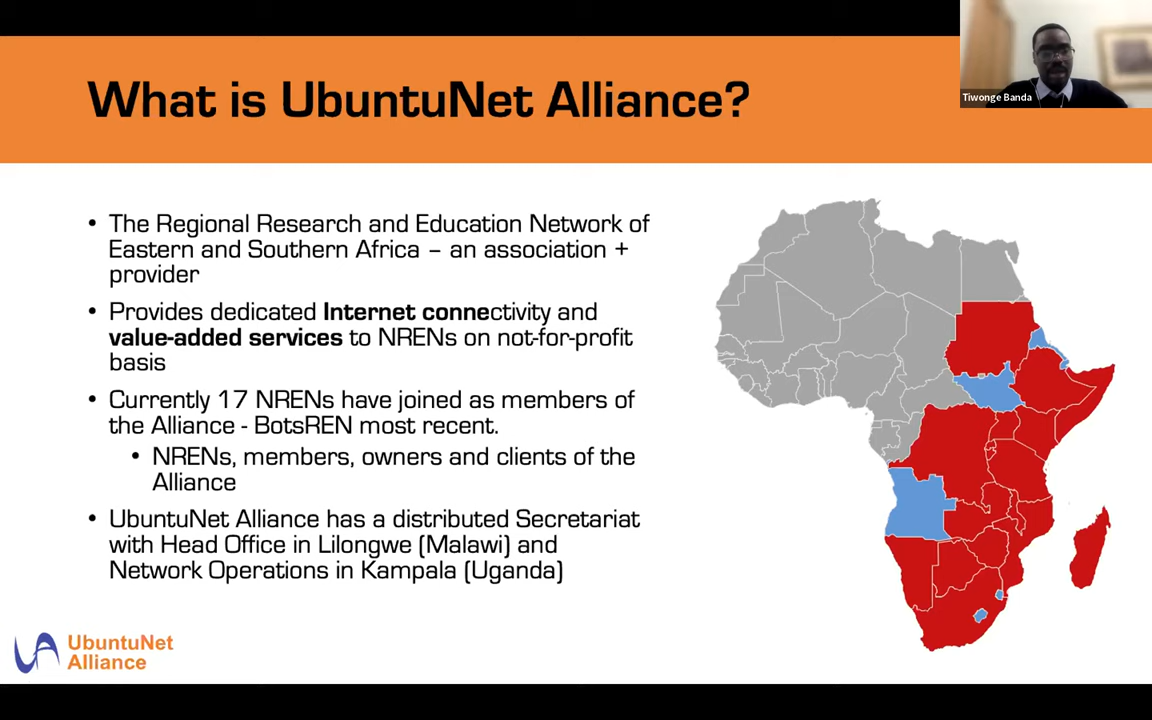 What is UbuntuNet Alliance?
Tiwonge Banda
• The Regional Research and Education Network of
Eastern and Southern Africa – an association +
provider
• Provides dedicated Internet connectivity and
value-added services to NRENs on not-for-profit
basis
• Currently 17 NRENs have joined as members of
the Alliance - BotsREN most recent.
• NRENs, members, owners and clients of the
Alliance
• UbuntuNet Alliance has a distributed Secretariat
with Head Office in Lilongwe (Malawi) and
Network Operations in Kampala (Uganda)
UbuntuNet
Alliance